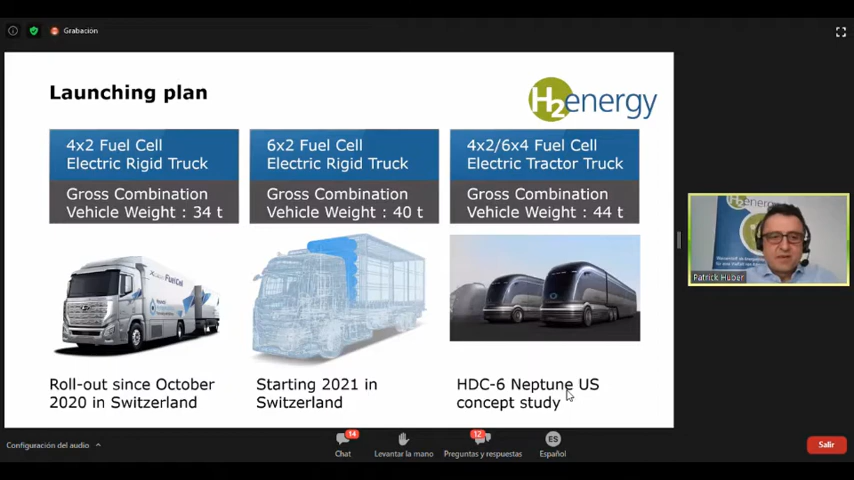 Grabación
Launching plan
H2energy
4x2 Fuel Cell
Electric Rigid Truck
Gross Combination
Vehicle Weight : 34 t
6x2 Fuel Cell
Electric Rigid Truck
Gross Combination
Vehicle Weight : 40 t
4x2/6x4 Fuel Cell
Electric Tractor Truck
Gross Combination
Vehicle Weight : 44 t
FuelCell
Roll-out since October
2020 in Switzerland
Starting 2021 in
Switzerland
HDC-6 Neptune US
concept study
H2energy
Patrick Huber
Configuración del audio
14
Chat
Levantar la mano
12
Preguntas y respuestas
ES
Español
Salir